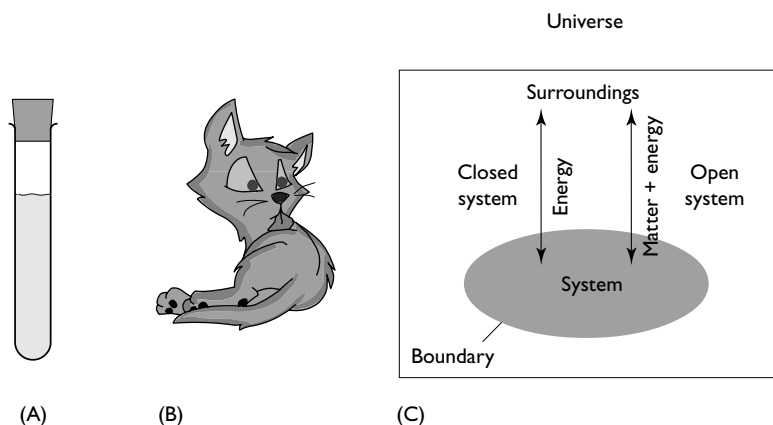 Universe
Surroundings
Closed
system
Energy
Matter + energy
Open
system
System
Boundary
(A)
(B)
(C)